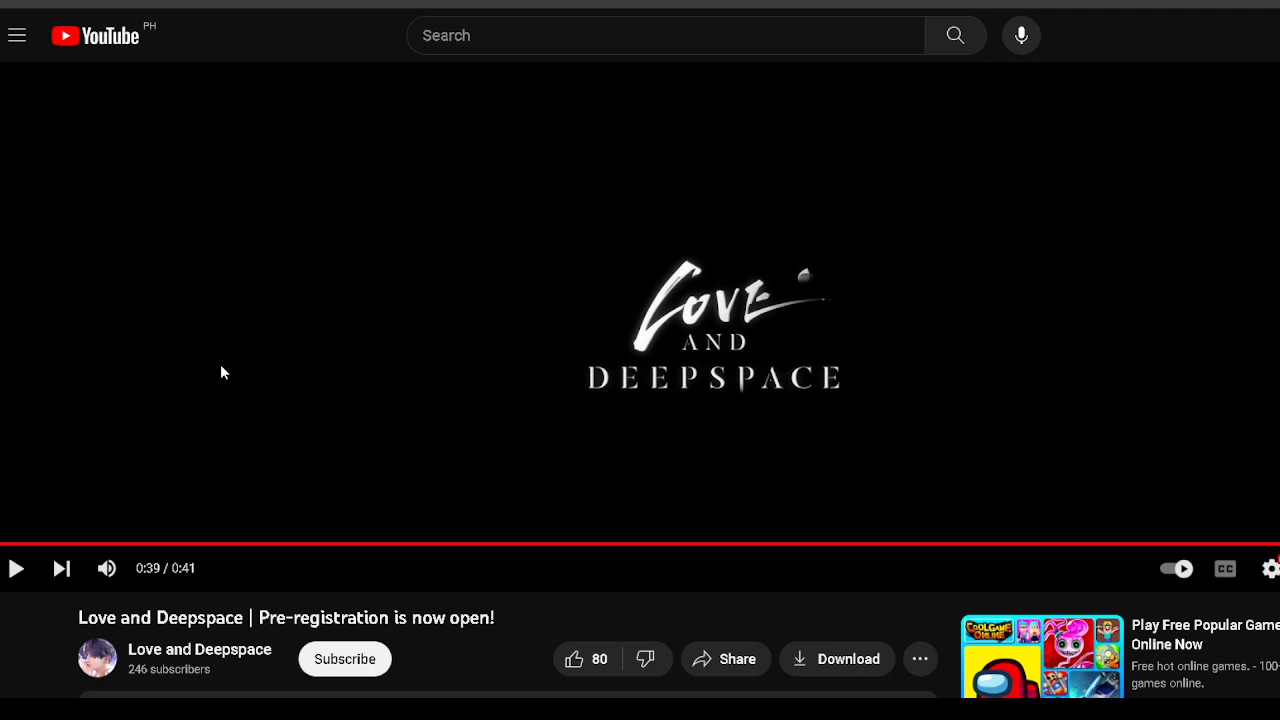 YouTube PH
Search
LOVE
AND
DEEPSPACE
0:39 / 0:41
CC
Love and Deepspace | Pre-registration is now open!
Love and Deepspace
246 subscribers
Subscribe
80
Share
Download
COOLGAME
ONLINE
Play Free Popular Game
Online Now
Free hot online games. - 100
games online.